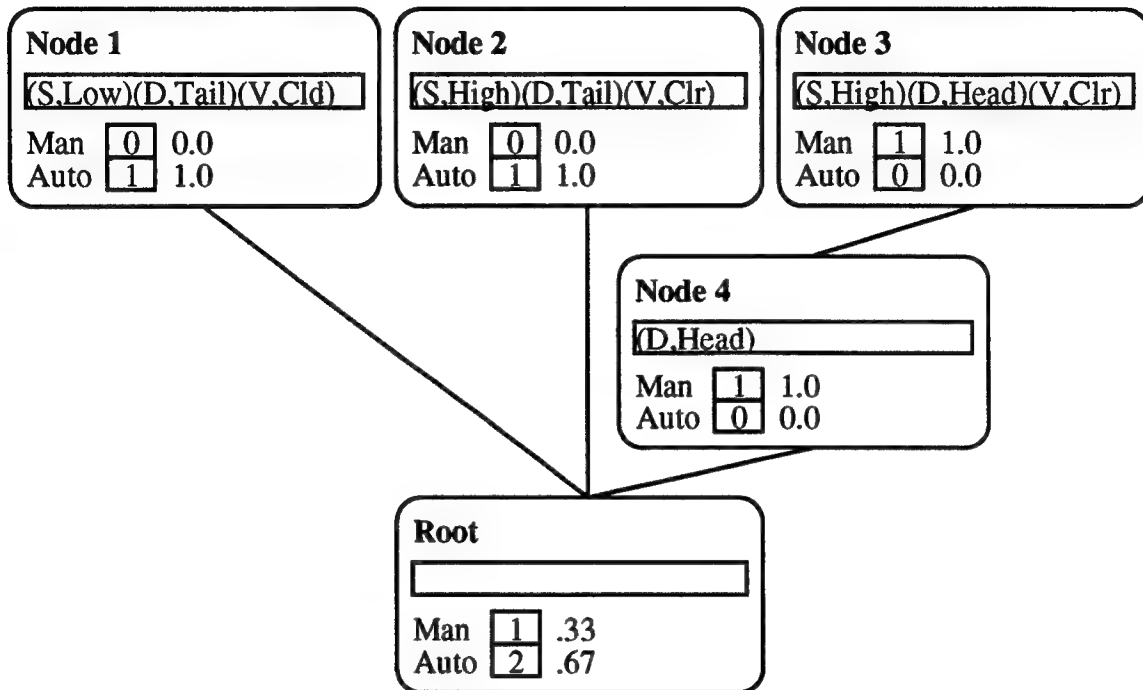 Node 1
(S,Low)(D,Tail)(V,Cld)
Man 0 0.0
Auto 1 1.0
Node 2
(S,High)(D,Tail)(V,Clr)
Man 0 0.0
Auto 1 1.0
Node 3
(S,High)(D,Head)(V,Clr)
Man 1 1.0
Auto 0 0.0
Node 4
(D,Head)
Man 1 1.0
Auto 0 0.0
Root
Man 1 .33
Auto 2 .67